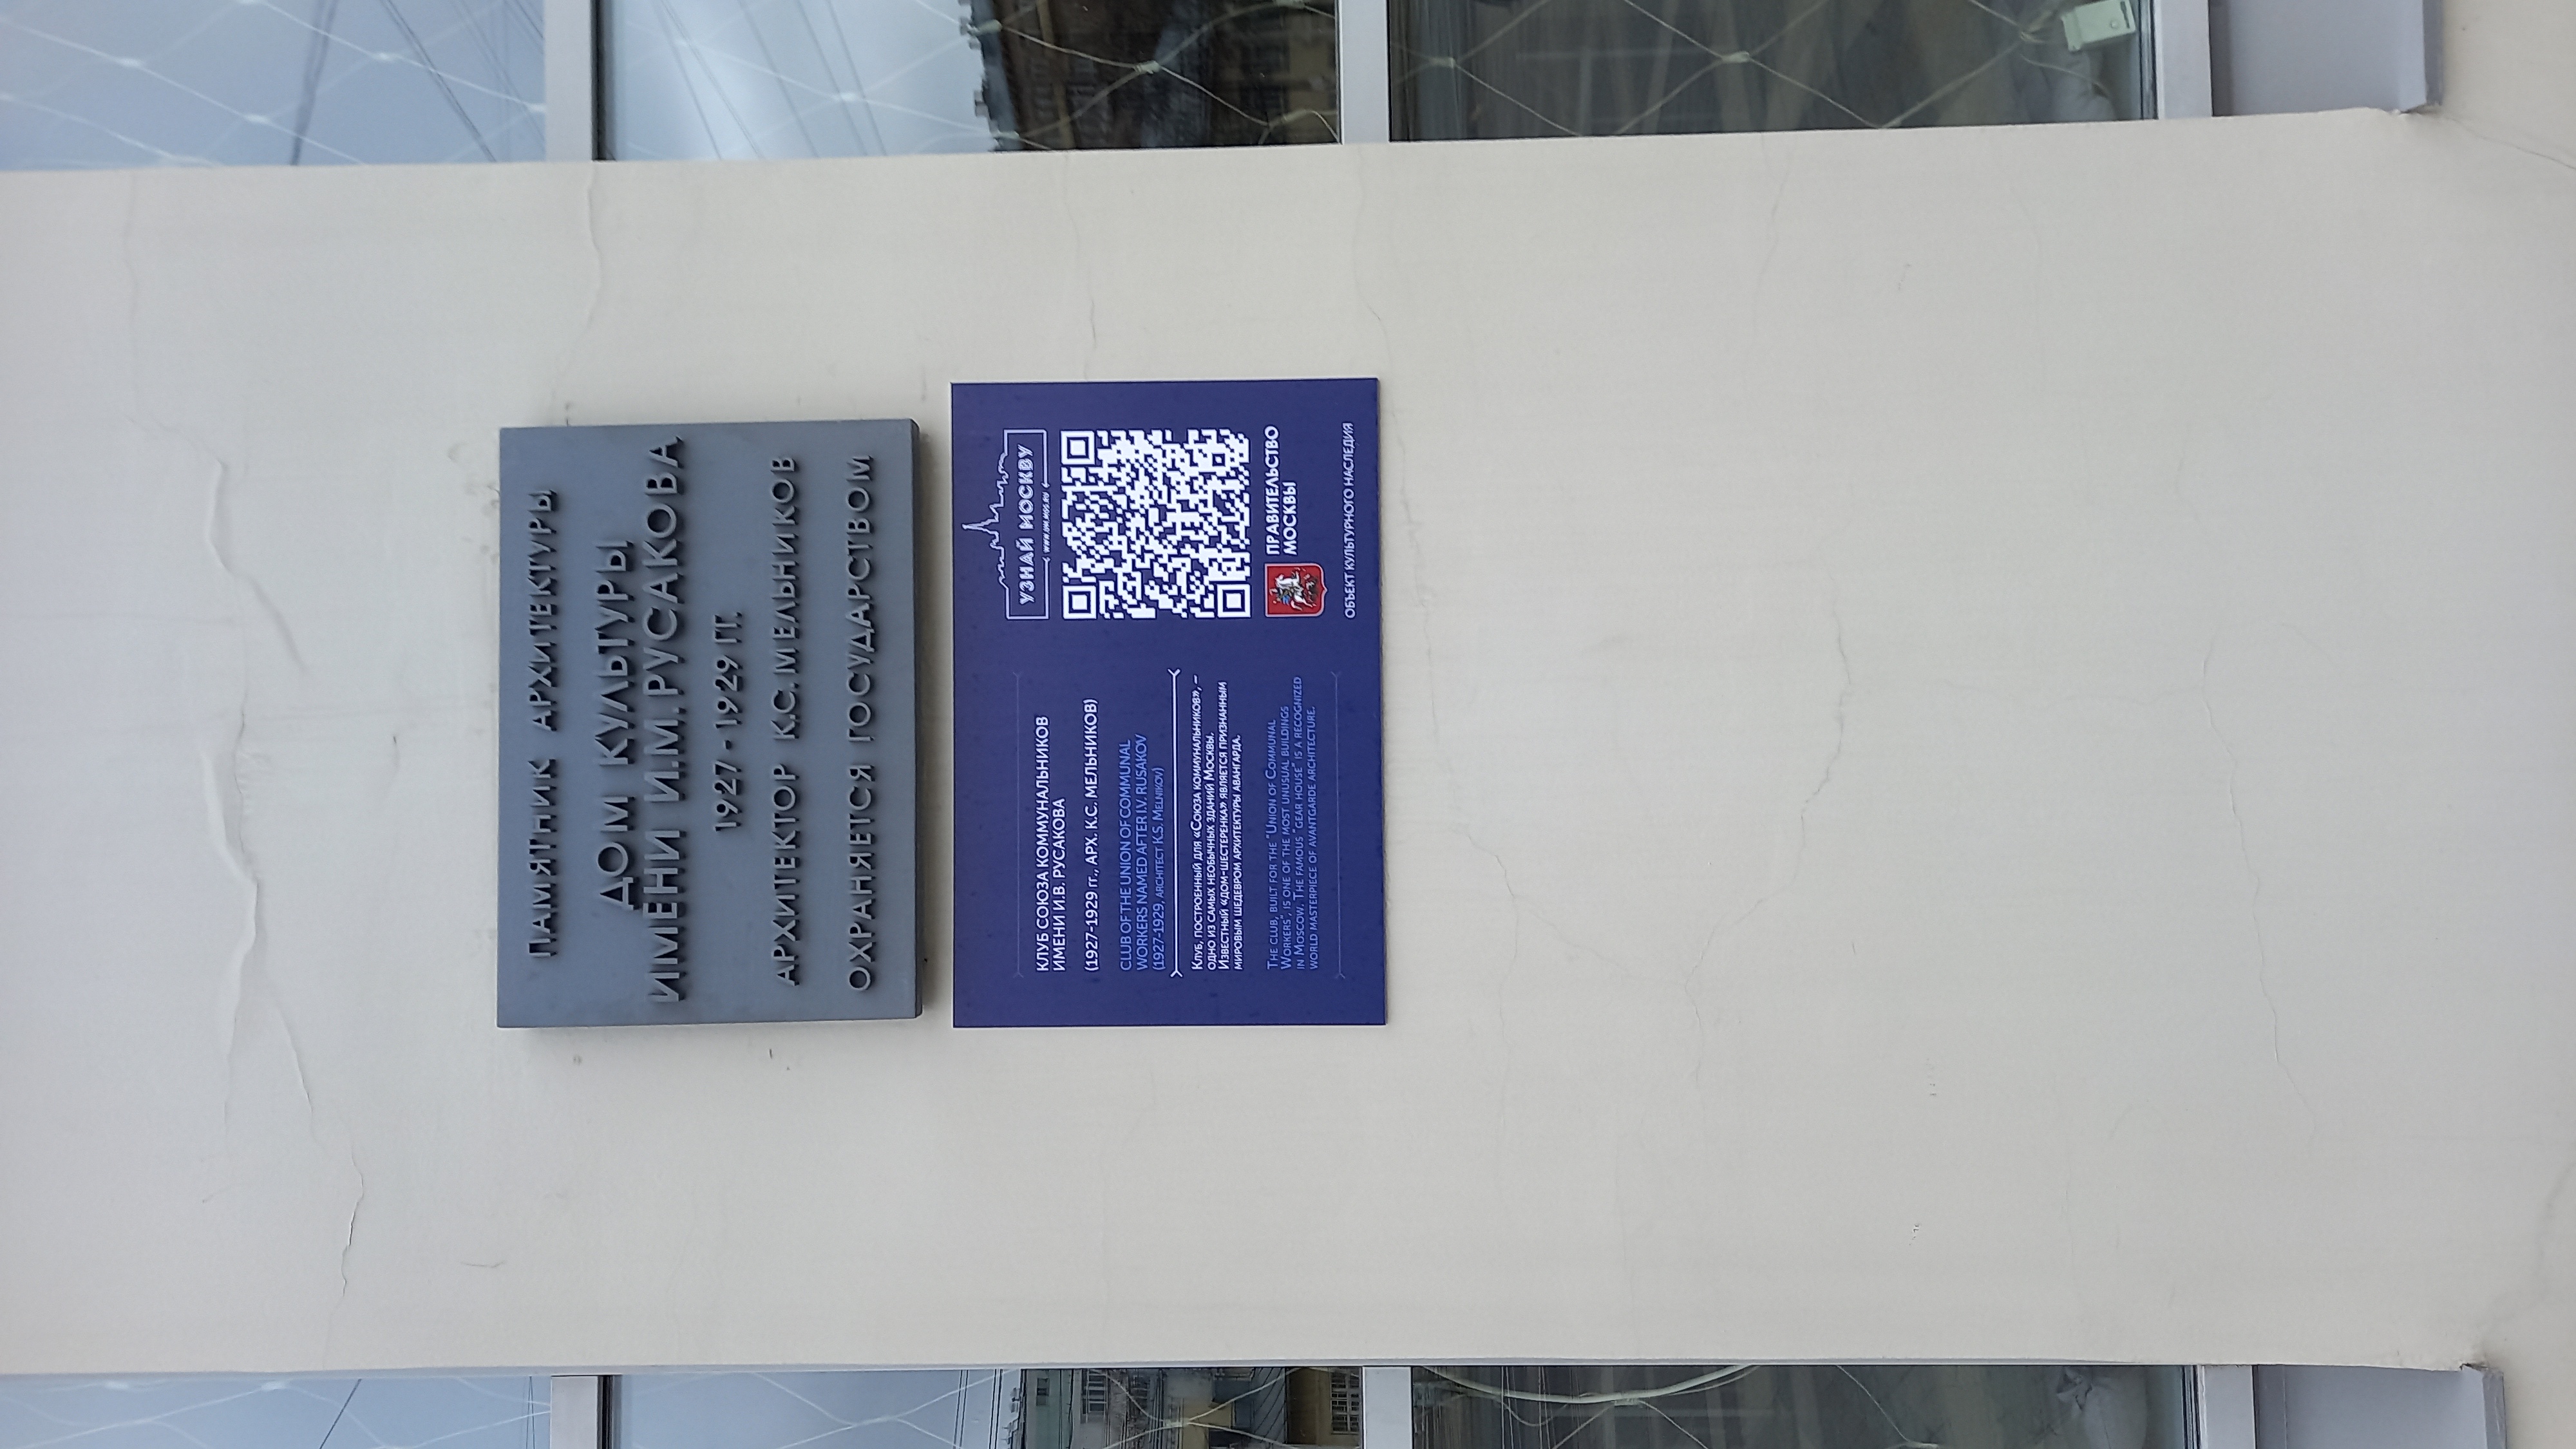 ПАМЯТНИК АРХИТЕКТУРЫ
ДОМ КУЛЬТУРЫ
ИМЕНИ И.М. РУСАКОВА
1927 - 1929 ГГ.
АРХИТЕКТОР К.С. МЕЛЬНИКОВ
ОХРАНЯЕТСЯ ГОСУДАРСТВОМ
КЛУБ СОЮЗА КОММУНАЛЬНИКОВ
ИМЕНИ И.В. РУСАКОВА
(1927-1929 гг., АРХ. К.С. МЕЛЬНИКОВ)
CLUB OF THE UNION OF COMMUNAL
WORKERS NAMED AFTER I.V. RUSAKOV
(1927-1929, ARCHITECT K.S. MELNIKOV)
КЛУБ, ПОСТРОЕННЫЙ ДЛЯ «СОЮЗА КОММУНАЛЬНИКОВ», –
ОДНО ИЗ САМЫХ НЕОБЫЧНЫХ ЗДАНИЙ МОСКВЫ.
ИЗВЕСТНЫЙ «ДОМ-ШЕСТЕРЕНКА» ЯВЛЯЕТСЯ ПРИЗНАННЫМ
МИРОВЫМ ШЕДЕВРОМ АРХИТЕКТУРЫ АВАНГАРДА.
THE CLUB, BUILT FOR THE "UNION OF COMMUNAL
WORKERS", IS ONE OF THE MOST UNUSUAL BUILDINGS
IN MOSCOW. THE FAMOUS "GEAR HOUSE" IS A RECOGNIZED
WORLD MASTERPIECE OF AVANTGARDE ARCHITECTURE.
УЗНАЙ МОСКВУ
WWW.UM.MOS.RU
ПРАВИТЕЛЬСТВО
МОСКВЫ
ОБЪЕКТ КУЛЬТУРНОГО НАСЛЕДИЯ